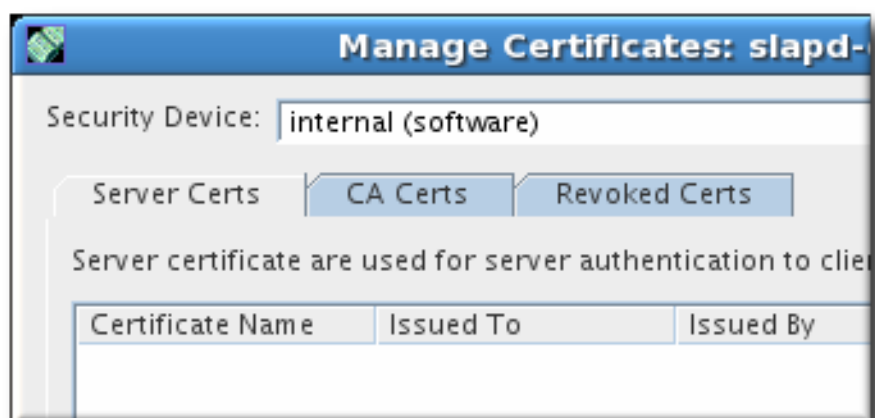 Manage Certificates: slapd-
Security Device: internal (software)
Server Certs CA Certs Revoked Certs
Server certificate are used for server authentication to
Certificate Name Issued To Issued By